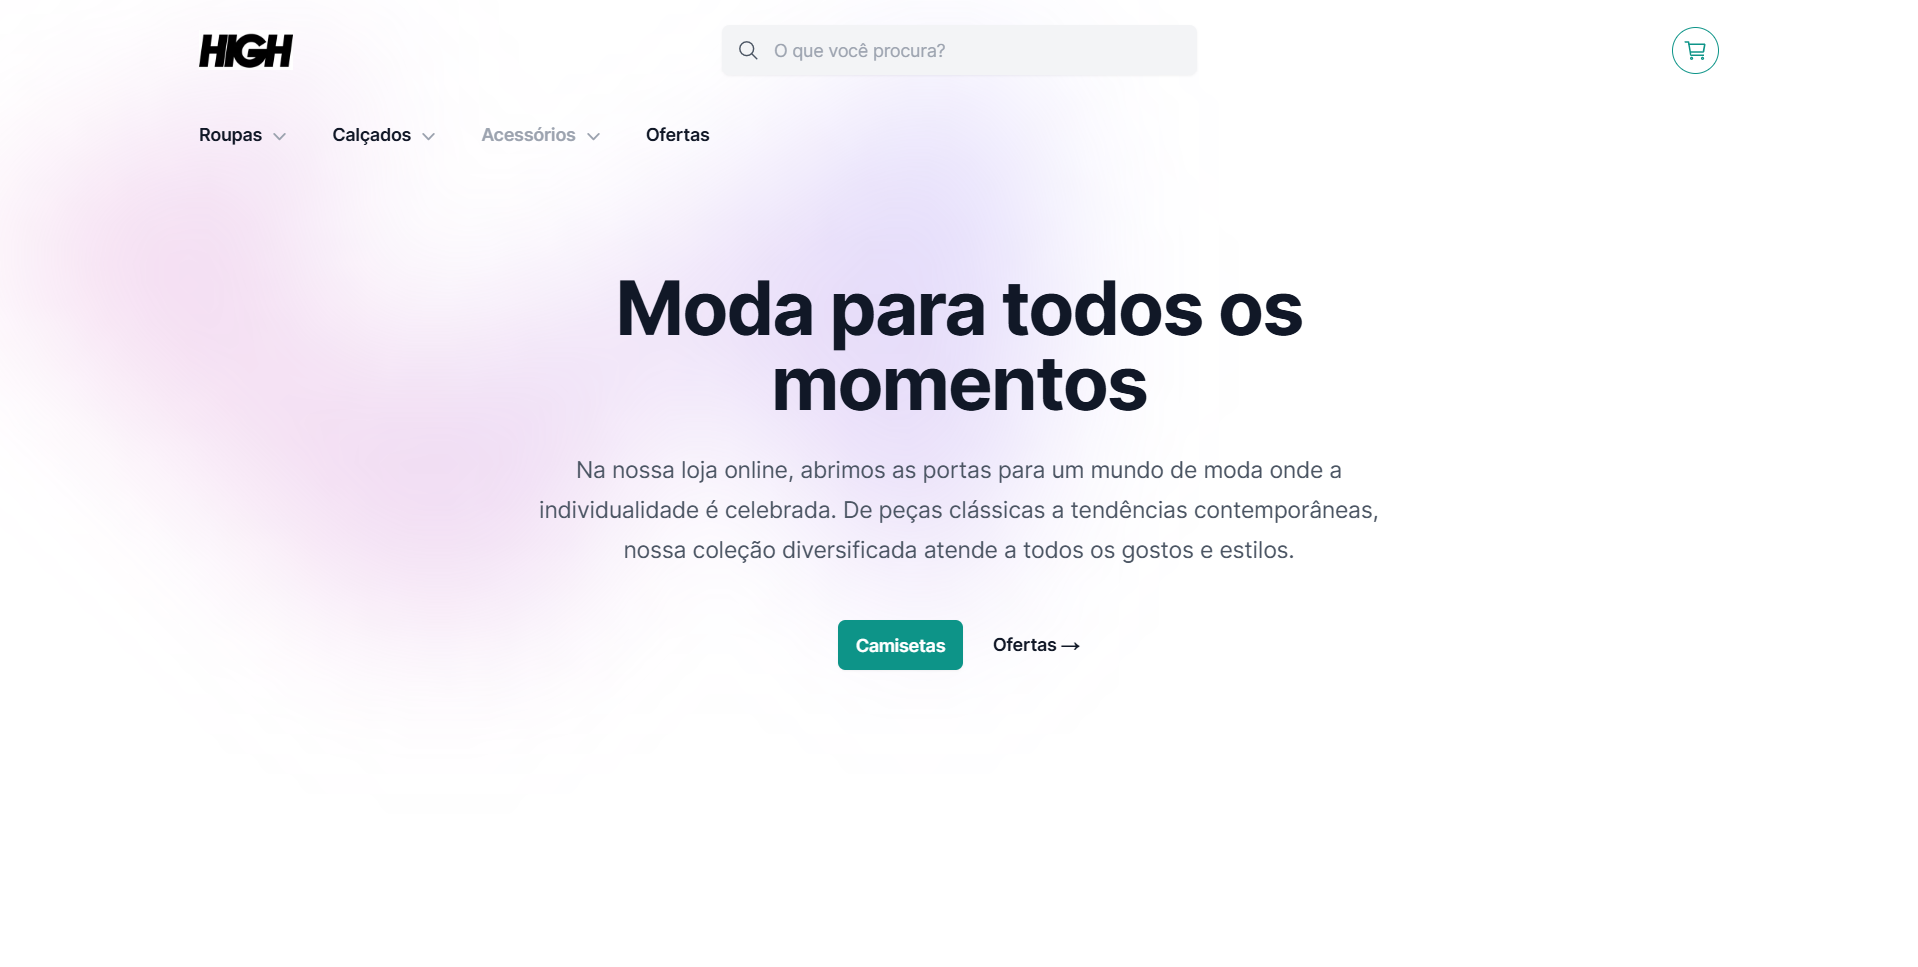 HIGH
O que você procura?
Roupas
Calçados
Acessórios
Ofertas
Moda para todos os
momentos
Na nossa loja online, abrimos as portas para um mundo de moda onde a
individualidade é celebrada. De peças clássicas a tendências contemporâneas,
nossa coleção diversificada atende a todos os gostos e estilos.
Camisetas
Ofertas →